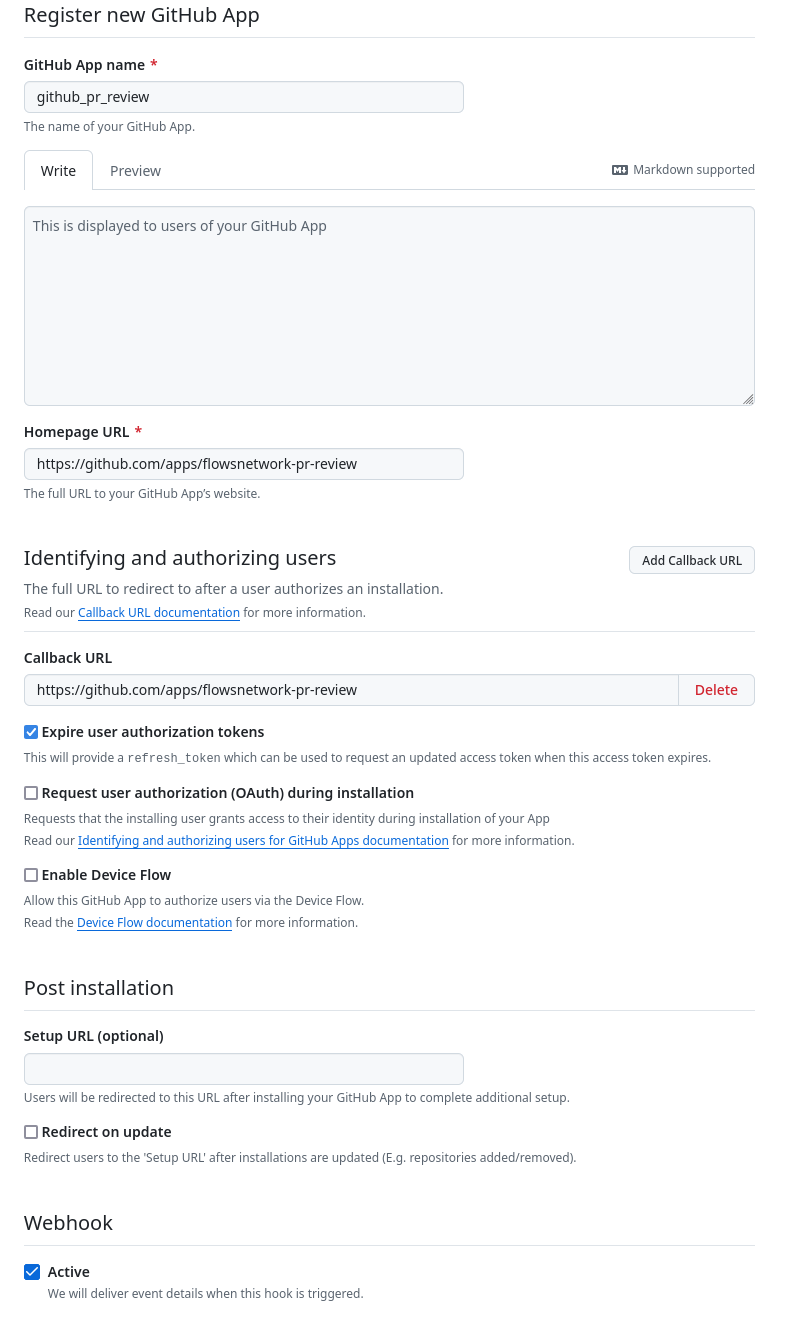 Register new GitHub App
GitHub App name *
github_pr_review
The name of your GitHub App.
Write
Preview
Markdown supported
This is displayed to users of your GitHub App
Homepage URL *
https://github.com/apps/flowsnetwork-pr-review
The full URL to your GitHub App's website.
Identifying and authorizing users
Add Callback URL
The full URL to redirect to after a user authorizes an installation.
Read our Callback URL documentation for more information.
Callback URL
https://github.com/apps/flowsnetwork-pr-review
Delete
Expire user authorization tokens
This will provide a refresh_token which can be used to request an updated access token when this access token expires.
Request user authorization (OAuth) during installation
Requests that the installing user grants access to their identity during installation of your App
Read our Identifying and authorizing users for GitHub Apps documentation for more information.
Enable Device Flow
Allow this GitHub App to authorize users via the Device Flow.
Read the Device Flow documentation for more information.
Post installation
Setup URL (optional)
Users will be redirected to this URL after installing your GitHub App to complete additional setup.
Redirect on update
Redirect users to the 'Setup URL' after installations are updated (E.g. repositories added/removed).
Webhook
Active
We will deliver event details when this hook is triggered.